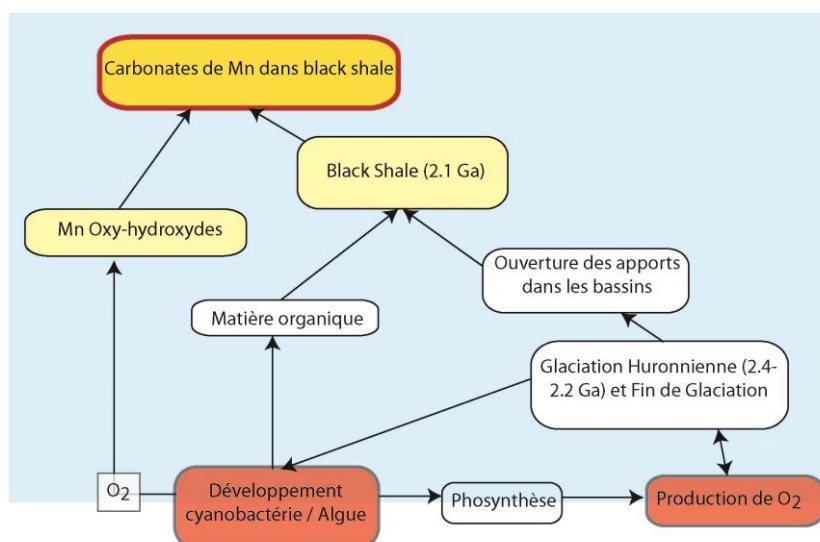 Carbonates de Mn dans black shale
Black Shale (2.1 Ga)
Mn Oxy-hydroxydes
Ouverture des apports
dans les bassins
Matière organique
Glaciation Huronnienne (2.4-
2.2 Ga) et Fin de Glaciation
O2
Développement
cyanobactérie / Algue
Phosynthèse
Production de O2